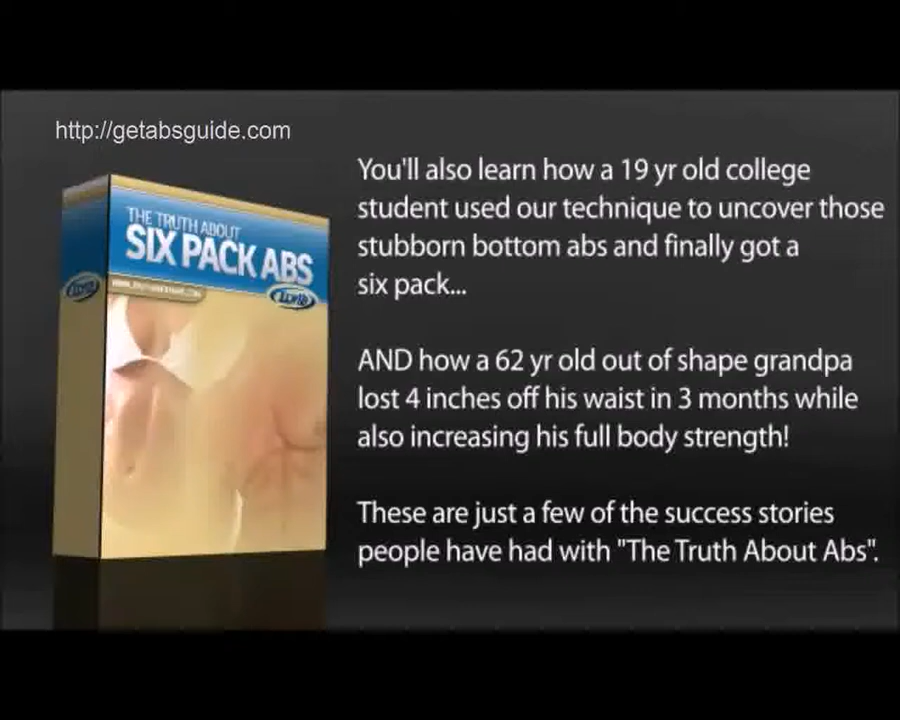 http://getabsguide.com
You'll also learn how a 19 yr old college
student used our technique to uncover those
stubborn bottom abs and finally got a
six pack...
AND how a 62 yr old out of shape grandpa
lost 4 inches off his waist in 3 months while
also increasing his full body strength!
These are just a few of the success stories
people have had with "The Truth About Abs".
THE TRUTH ABOUT
SIX PACK ABS